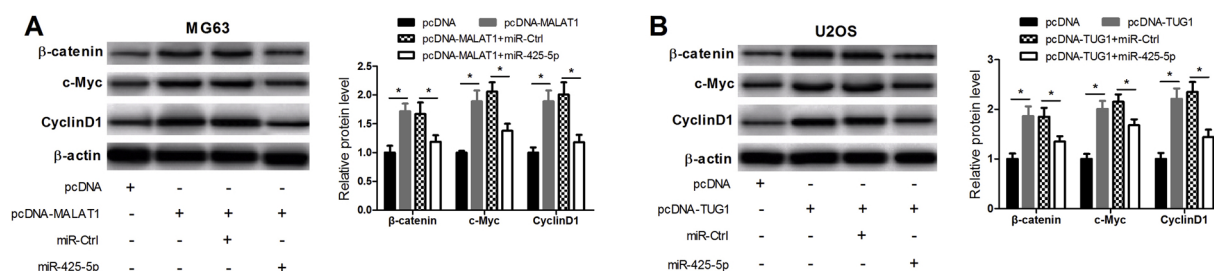 A
MG63
β-catenin
c-Myc
CyclinD1
β-actin
pcDNA + - - -
pcDNA-MALAT1 - + + +
miR-Ctrl - - + -
miR-425-5p - - - +
pcDNA pcDNA-MALAT1
pcDNA-MALAT1+miR-Ctrl
pcDNA-MALAT1+miR-425-5p
Relative protein level
2.5
2.0
1.5
1.0
0.5
0.0
* * * * * *
β-catenin c-Myc CyclinD1
B
U2OS
β-catenin
c-Myc
CyclinD1
β-actin
pcDNA + - - -
pcDNA-TUG1 - + + +
miR-Ctrl - - + -
miR-425-5p - - - +
pcDNA pcDNA-TUG1
pcDNA-TUG1+miR-Ctrl
pcDNA-TUG1+miR-425-5p
Relative protein level
3
2
1
0
* * * * * *
β-catenin c-Myc CyclinD1